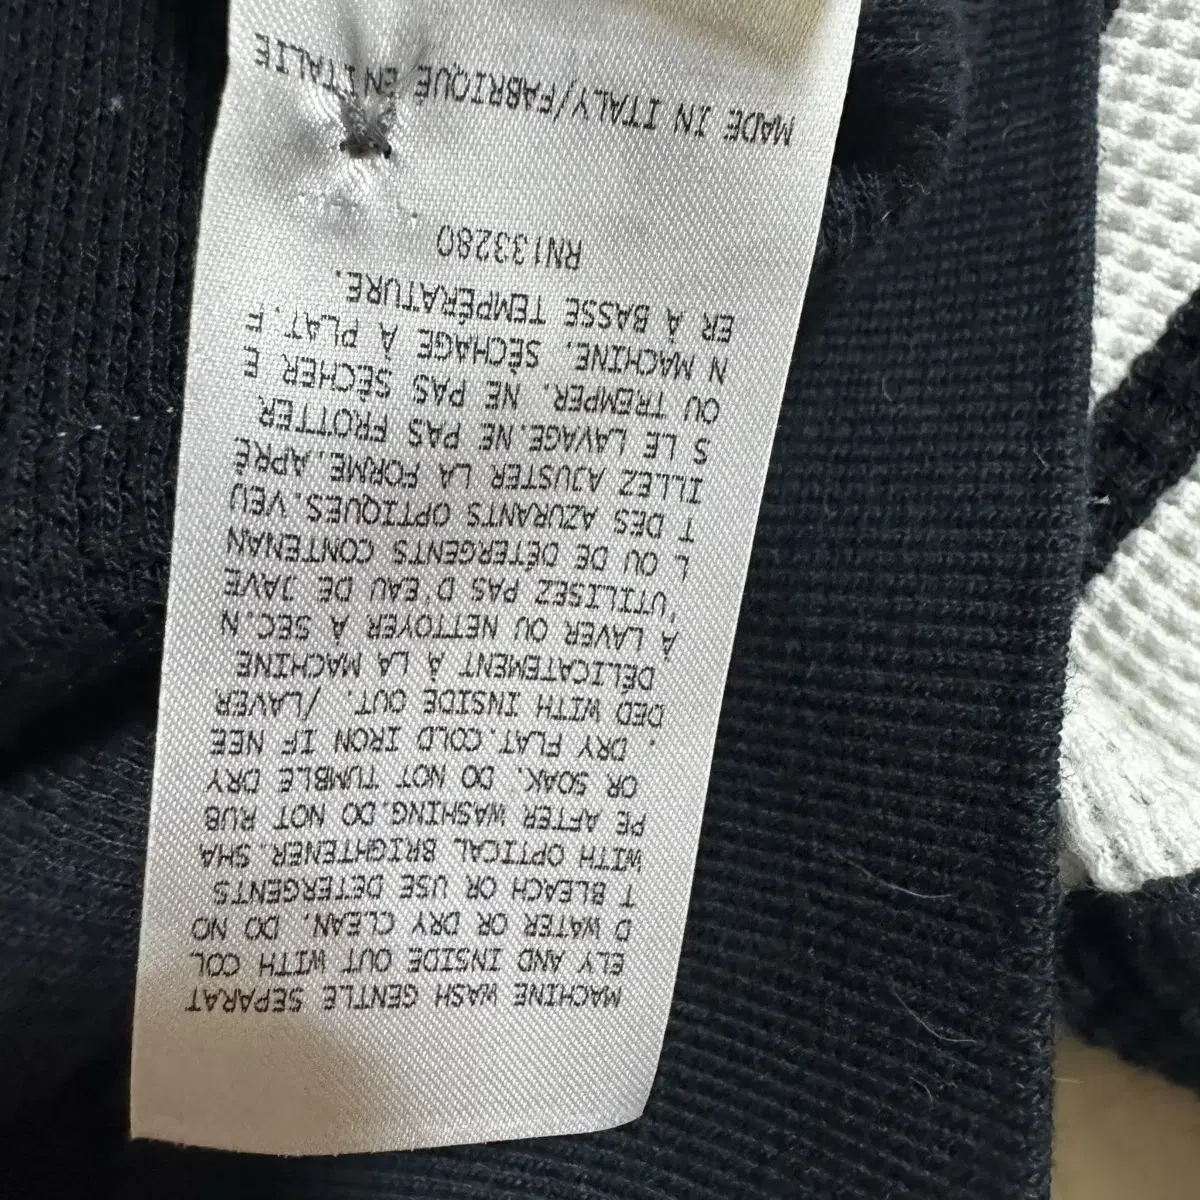 MACHINE WASH GENTLE SEPARAT
ELY AND INSIDE OUT WITH COL
D WATER OR DRY CLEAN. DO NO
T BLEACH OR USE DETERGENTS
WITH OPTICAL BRIGHTENER.SHA
PE AFTER WASHING.DO NOT RUB
OR SOAK. DO NOT TUMBLE DRY
. DRY FLAT.COLD IRON IF NEE
DED WITH INSIDE OUT. /LAVER
DÉLICATEMENT À LA MACHINE
À LAVER OU NETTOYER À SEC.N
'UTILISEZ PAS D'EAU DE JAVE
L OU DE DÉTERGENTS CONTENAN
T DES AZURANTS OPTIQUES.VEU
ILLEZ AJUSTER LA FORME.APRÈ
S LE LAVAGE.NE PAS FROTTER
OU TREMPER. NE PAS SÉCHER E
N MACHINE. SÉCHAGE À PLAT.F
ER À BASSE TEMPÉRATURE.
RN133280
MADE IN ITALY/FABRIQUÉ EN ITALIE